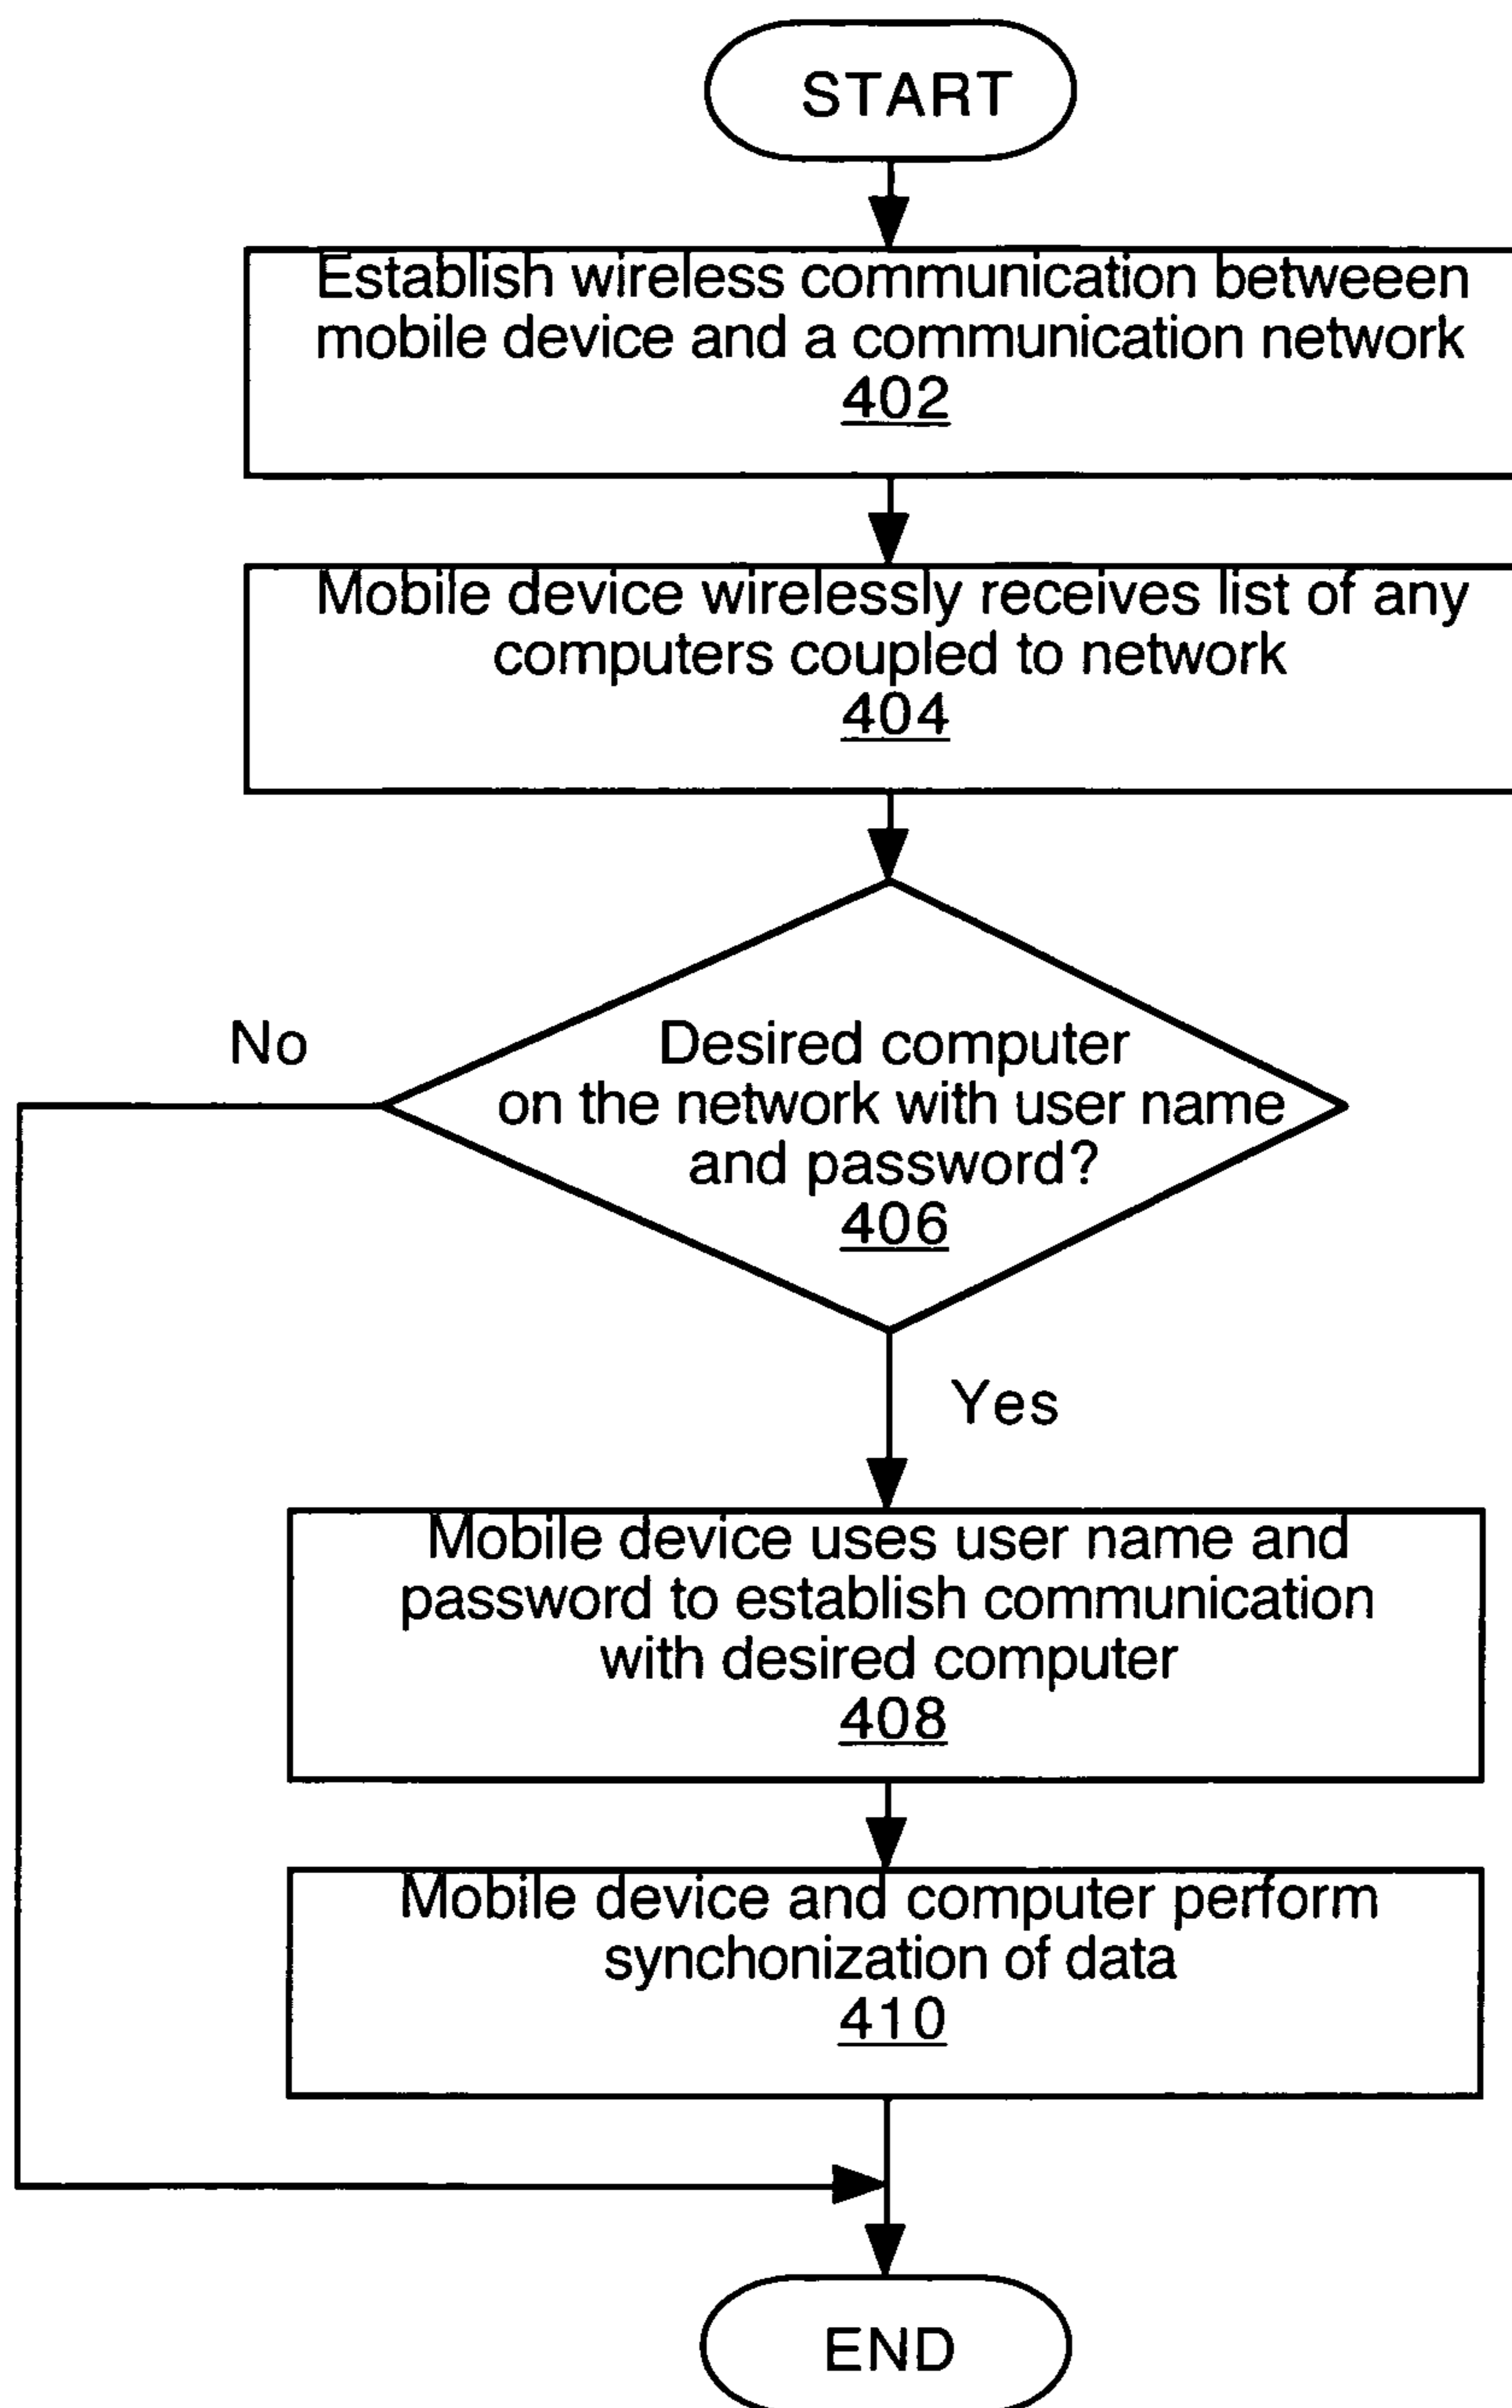 START
Establish wireless communication betweeen
mobile device and a communication network
402
Mobile device wirelessly receives list of any
computers coupled to network
404
No
Desired computer
on the network with user name
and password?
406
Yes
Mobile device uses user name and
password to establish communication
with desired computer
408
Mobile device and computer perform
synchonization of data
410
END